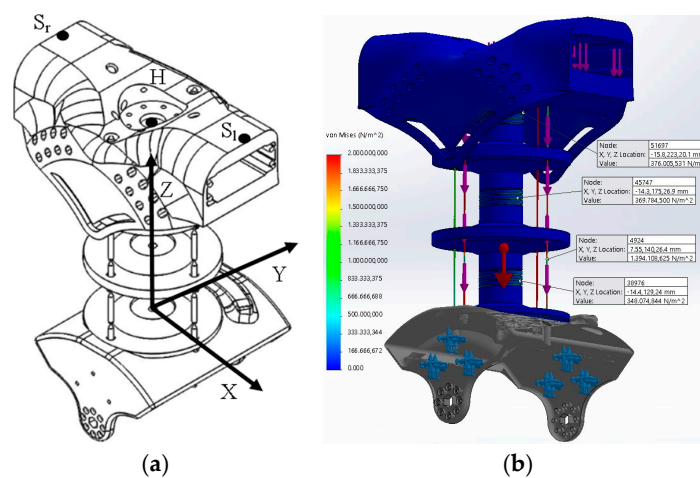 Sr
H
Sl
Z
Y
X
(a)
von Mises (N/m^2)
2.000.000,000
1.833.333,375
1.666.666,750
1.500.000,000
1.333.333,375
1.166.666,625
1.000.000,000
833.333,375
666.666,688
500.000,000
333.333,344
166.666,672
0.000
Node: 51697
X, Y, Z Location: -15.8,223,20.1 mm
Value: 376.005,531 N/m^2
Node: 45747
X, Y, Z Location: -14.3,175,26.9 mm
Value: 369.784,500 N/m^2
Node: 4924
X, Y, Z Location: 7.55,140,26.4 mm
Value: 1.394.108,625 N/m^2
Node: 38976
X, Y, Z Location: -14.4,129,24 mm
Value: 348.074,844 N/m^2
(b)